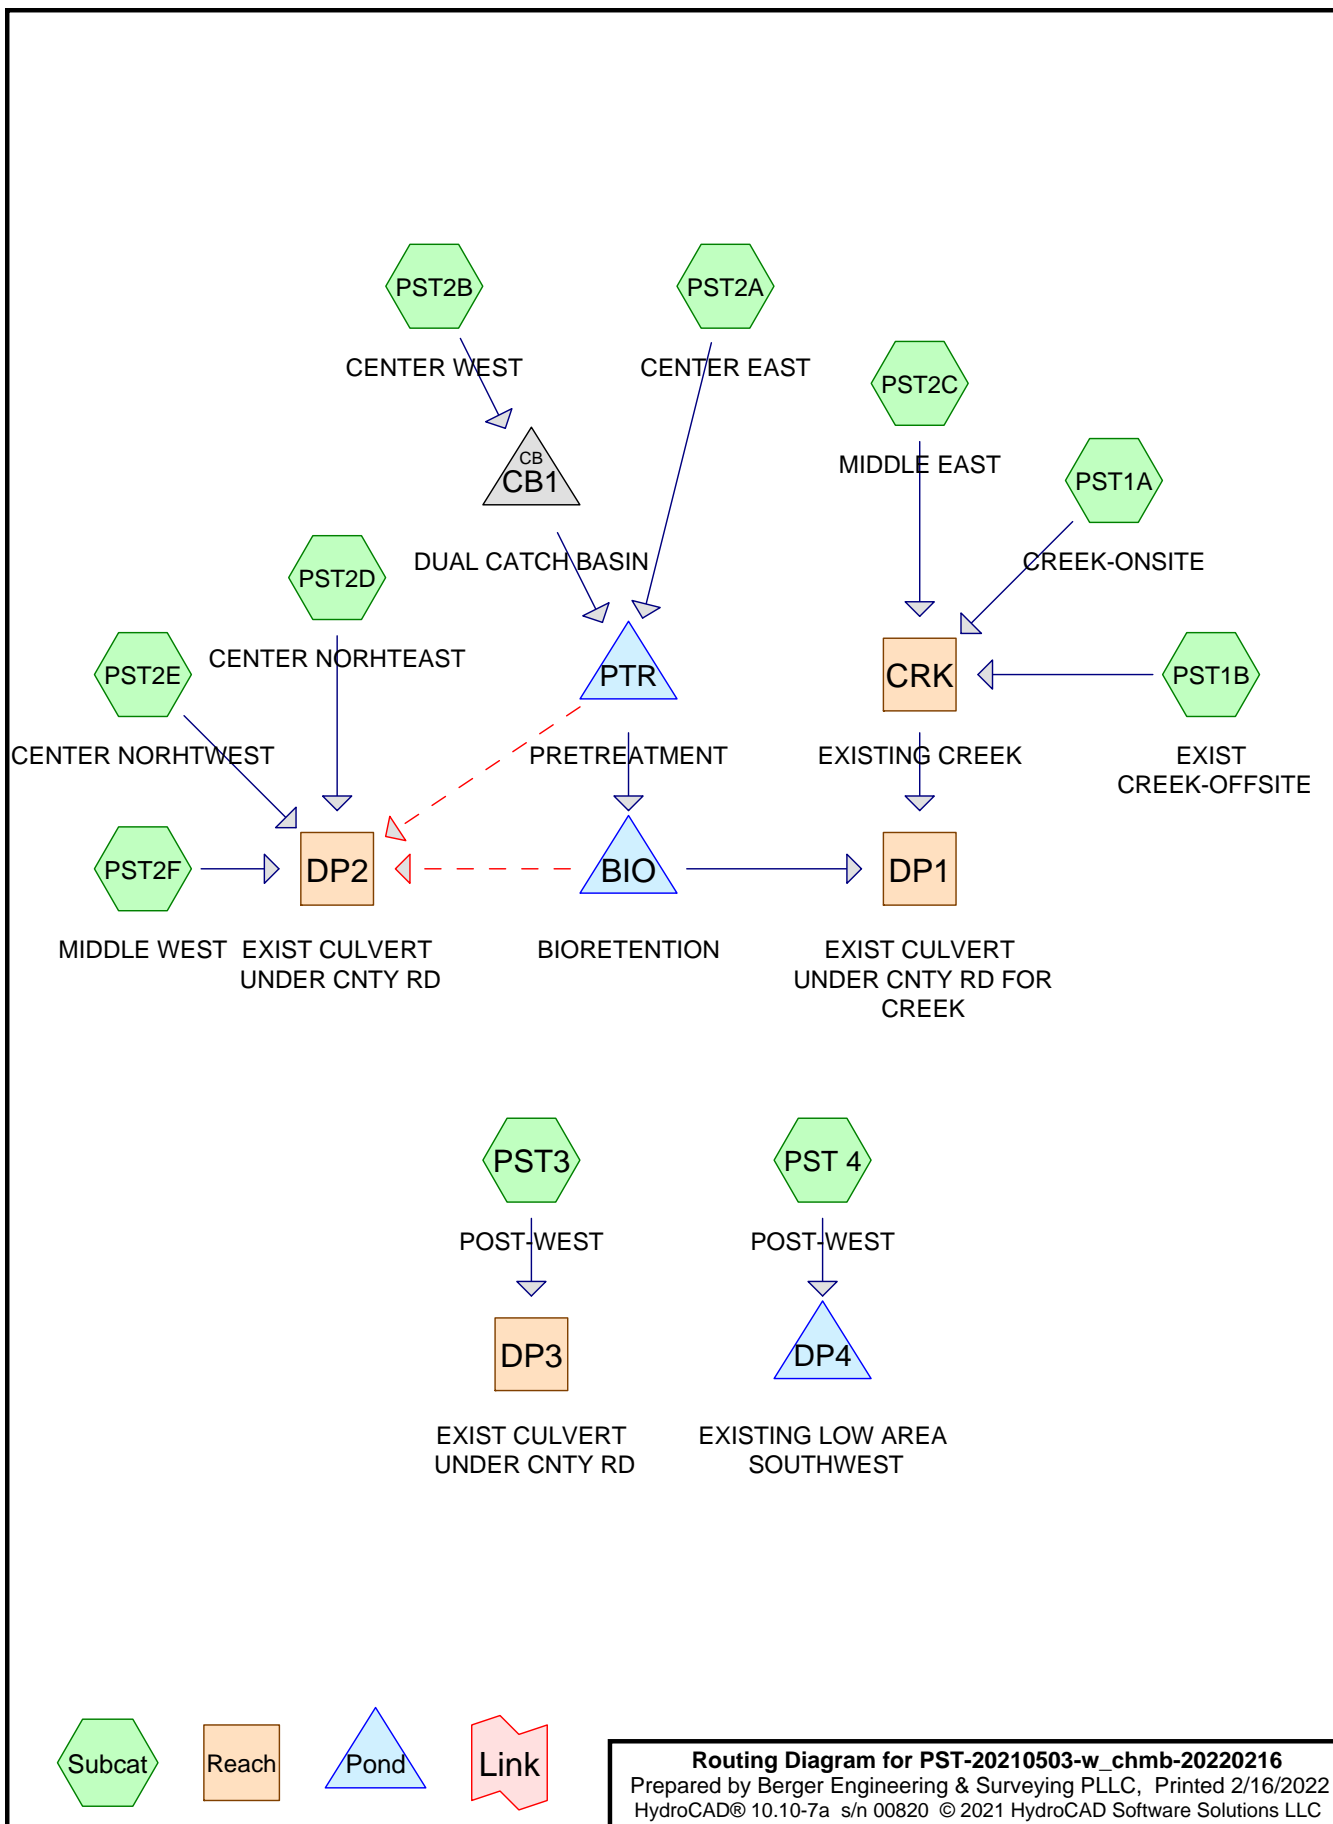 PST2B
PST2A
CENTER WEST
CENTER EAST
PST2C
CB
CB1
MIDDLE EAST
PST1A
DUAL CATCH BASIN
CREEK-ONSITE
PST2D
CENTER NORHTEAST
PST2E
PTR
CRK
PST1B
CENTER NORHTWEST
PRETREATMENT
EXISTING CREEK
EXIST
CREEK-OFFSITE
PST2F
DP2
BIO
DP1
MIDDLE WEST
EXIST CULVERT
UNDER CNTY RD
BIORETENTION
EXIST CULVERT
UNDER CNTY RD FOR
CREEK
PST3
PST 4
POST-WEST
POST-WEST
DP3
DP4
EXIST CULVERT
UNDER CNTY RD
EXISTING LOW AREA
SOUTHWEST
Subcat
Reach
Pond
Link
Routing Diagram for PST-20210503-w_chmb-20220216
Prepared by Berger Engineering & Surveying PLLC, Printed 2/16/2022
HydroCAD® 10.10-7a s/n 00820 © 2021 HydroCAD Software Solutions LLC